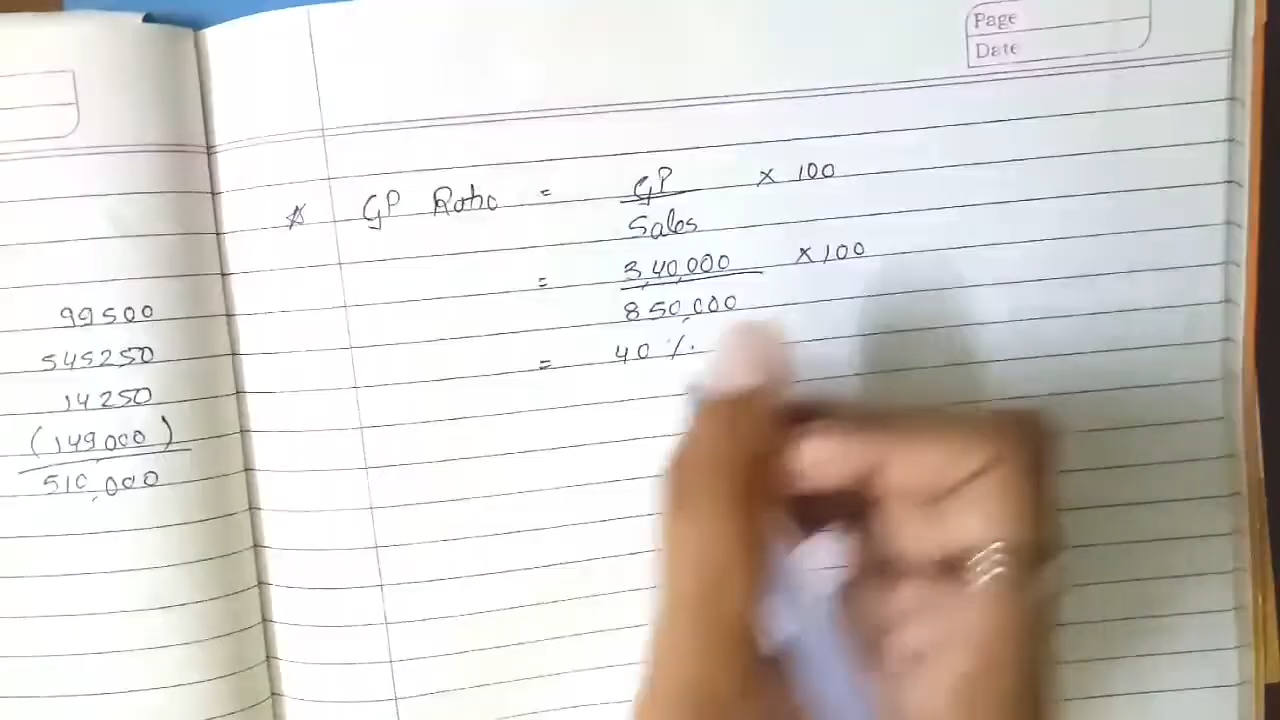 Page
Date
99500
545250
14250
(149000)
510,000
* GP Ratio = GP × 100
Sales
= 3,40,000 × 100
850,000
= 40 %.